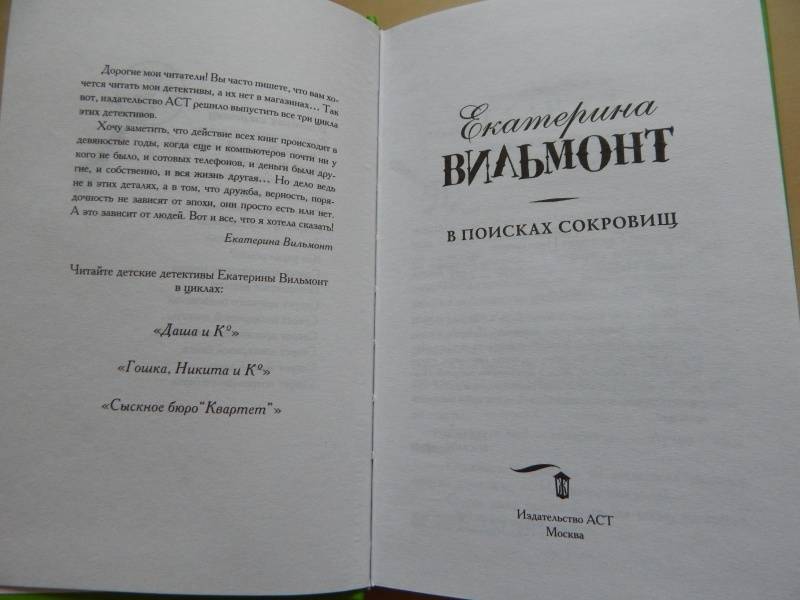 Дорогие мои читатели! Вы часто пишете, что вам хо-
чется читать мои детективы, а их нет в магазинах... Так
вот, издательство АСТ решило выпустить все три цикла
этих детективов.
Хочу заметить, что действие всех книг происходит в
девяностые годы, когда еще и компьютеров почти ни у
кого не было, и сотовых телефонов, и деньги были дру-
гие, и собственно, и вся жизнь другая... Но дело ведь
не в этих деталях, а в том, что дружба, верность, поря-
дочность не зависят от эпохи, они просто есть или нет.
А это зависит от людей. Вот и все, что я хотела сказать!
Екатерина Вильмонт
Читайте детские детективы Екатерины Вильмонт
в циклах:
«Даша и Кº»
«Гошка, Никита и Кº»
«Сыскное бюро "Квартет"»
Екатерина
ВИЛЬМОНТ
В ПОИСКАХ СОКРОВИЩ
Издательство АСТ
Москва